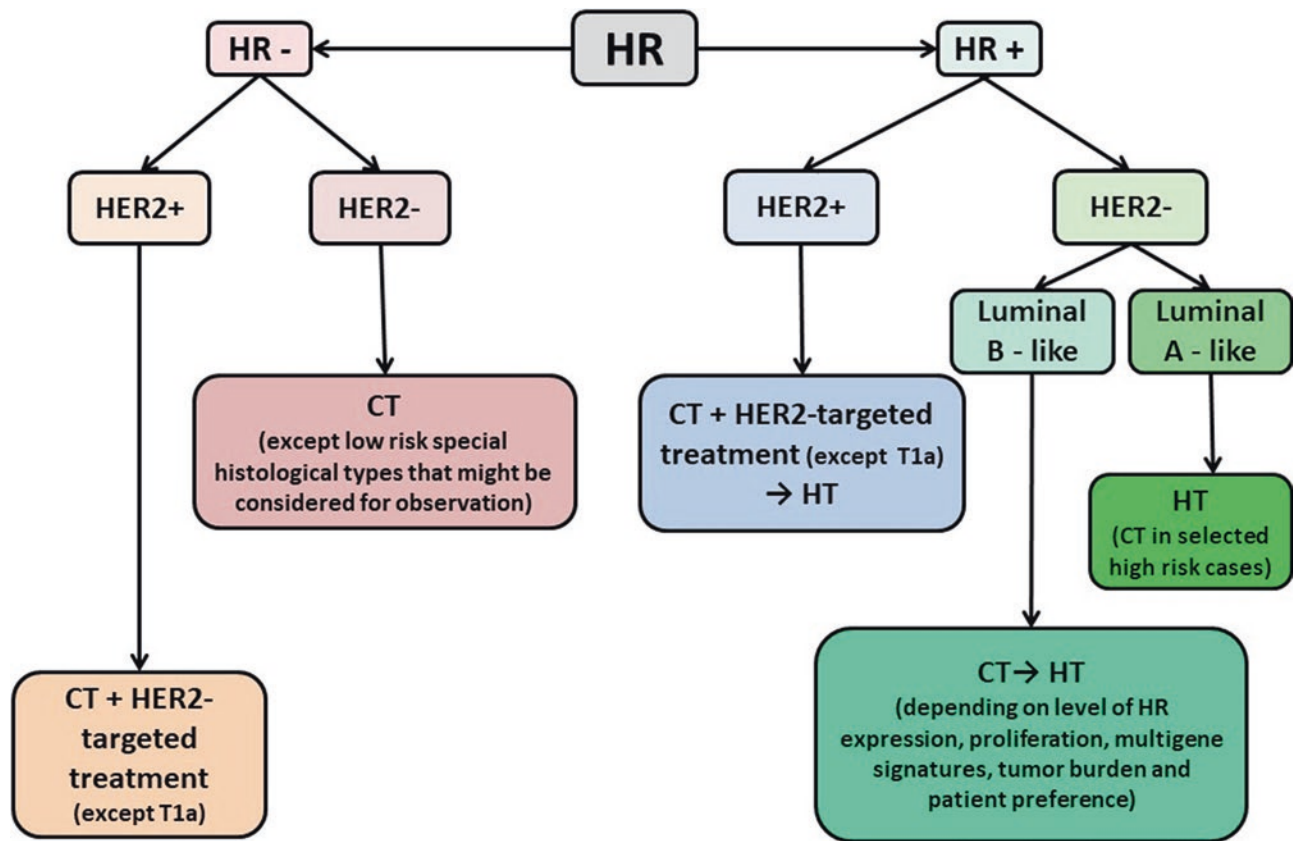 HR -
HR
HR +
HER2+
HER2-
HER2+
HER2-
Luminal
B - like
Luminal
A - like
CT
(except low risk special
histological types that might be
considered for observation)
CT + HER2-targeted
treatment (except T1a)
→ HT
HT
(CT in selected
high risk cases)
CT + HER2-
targeted
treatment
(except T1a)
CT→ HT
(depending on level of HR
expression, proliferation, multigene
signatures, tumor burden and
patient preference)